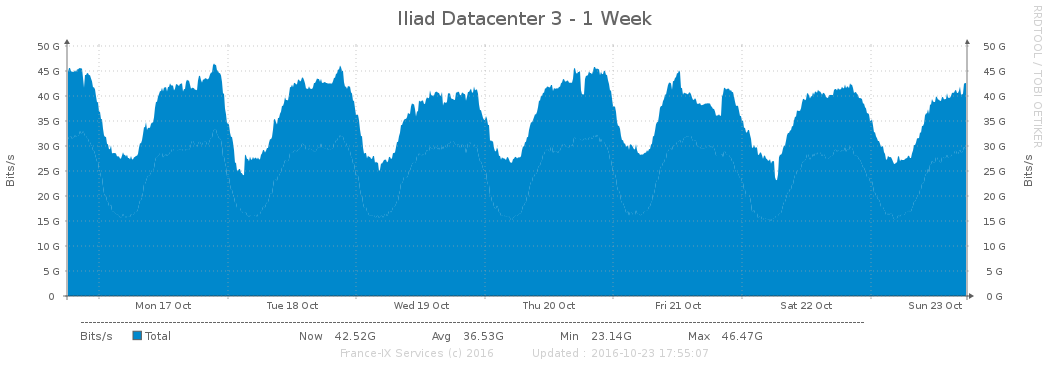 Iliad Datacenter 3 - 1 Week
RRDTOOL / TOBI OETIKER
Bits/s
50 G 50 G
45 G 45 G
40 G 40 G
35 G 35 G
30 G 30 G
25 G 25 G
20 G 20 G
15 G 15 G
10 G 10 G
5 G 5 G
0 0 G
Bits/s
Mon 17 Oct Tue 18 Oct Wed 19 Oct Thu 20 Oct Fri 21 Oct Sat 22 Oct Sun 23 Oct
Bits/s Total Now 42.52G Avg 36.53G Min 23.14G Max 46.47G
France-IX Services (c) 2016 Updated : 2016-10-23 17:55:07